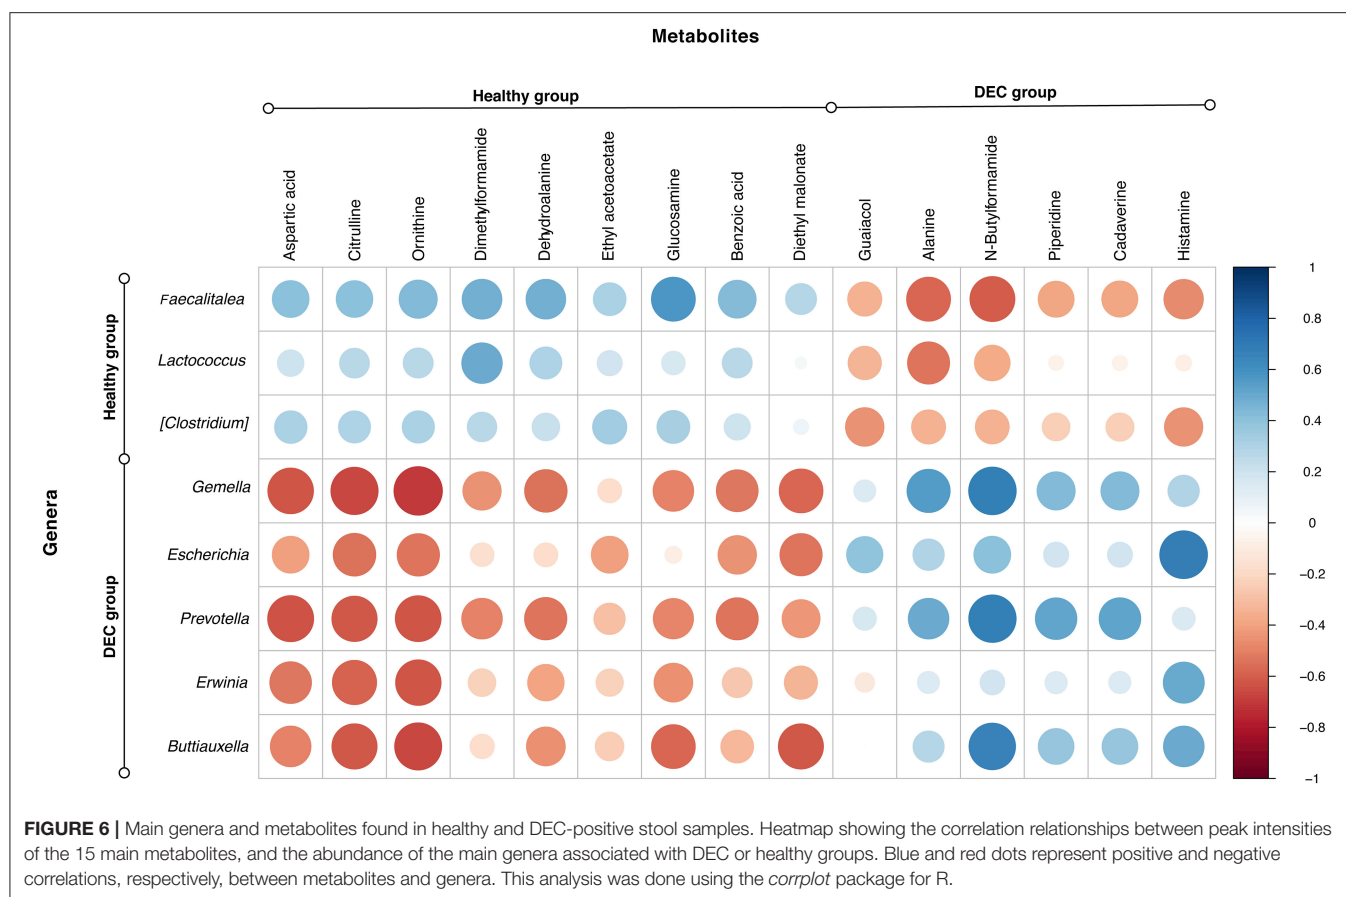 Metabolites
Healthy group
DEC group
Aspartic acid
Citrulline
Ornithine
Dimethylformamide
Dehydroalanine
Ethyl acetoacetate
Glucosamine
Benzoic acid
Diethyl malonate
Guaiacol
Alanine
N-Butylformamide
Piperidine
Cadaverine
Histamine
Genera
Healthy group
DEC group
Faecalitalea
Lactococcus
[Clostridium]
Gemella
Escherichia
Prevotella
Erwinia
Buttiauxella
1
0.8
0.6
0.4
0.2
0
−0.2
−0.4
−0.6
−0.8
−1
FIGURE 6 | Main genera and metabolites found in healthy and DEC-positive stool samples. Heatmap showing the correlation relationships between peak intensities
of the 15 main metabolites, and the abundance of the main genera associated with DEC or healthy groups. Blue and red dots represent positive and negative
correlations, respectively, between metabolites and genera. This analysis was done using the corrplot package for R.